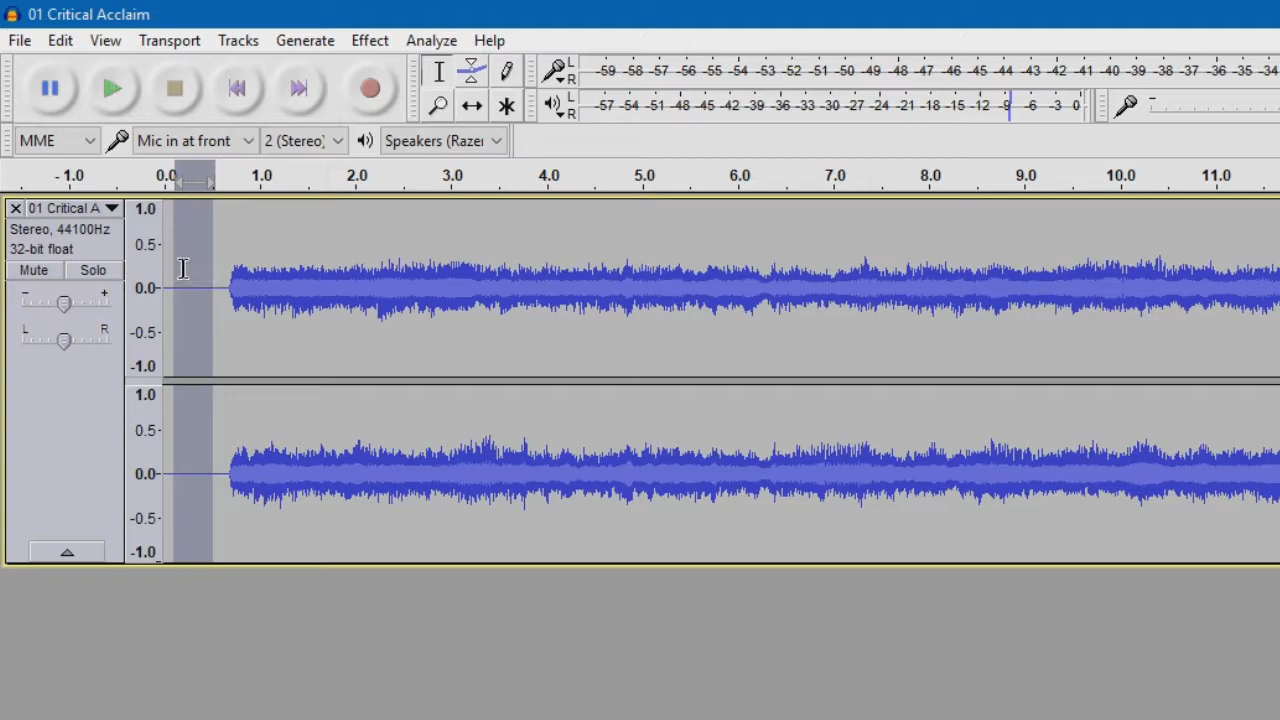 01 Critical Acclaim
File Edit View Transport Tracks Generate Effect Analyze Help
L
R
-59 -58 -57 -56 -55 -54 -53 -52 -51 -50 -49 -48 -47 -46 -45 -44 -43 -42 -41 -40 -39 -38 -37 -36 -35 -34
L
R
-57 -54 -51 -48 -45 -42 -39 -36 -33 -30 -27 -24 -21 -18 -15 -12 -9 -6 -3 0
MME Mic in at front 2 (Stereo) Speakers (Razer
-1.0 0.0 1.0 2.0 3.0 4.0 5.0 6.0 7.0 8.0 9.0 10.0 11.0
01 Critical A
Stereo, 44100Hz
32-bit float
Mute Solo
- +
L R
1.0
0.5
0.0
-0.5
-1.0
1.0
0.5
0.0
-0.5
-1.0